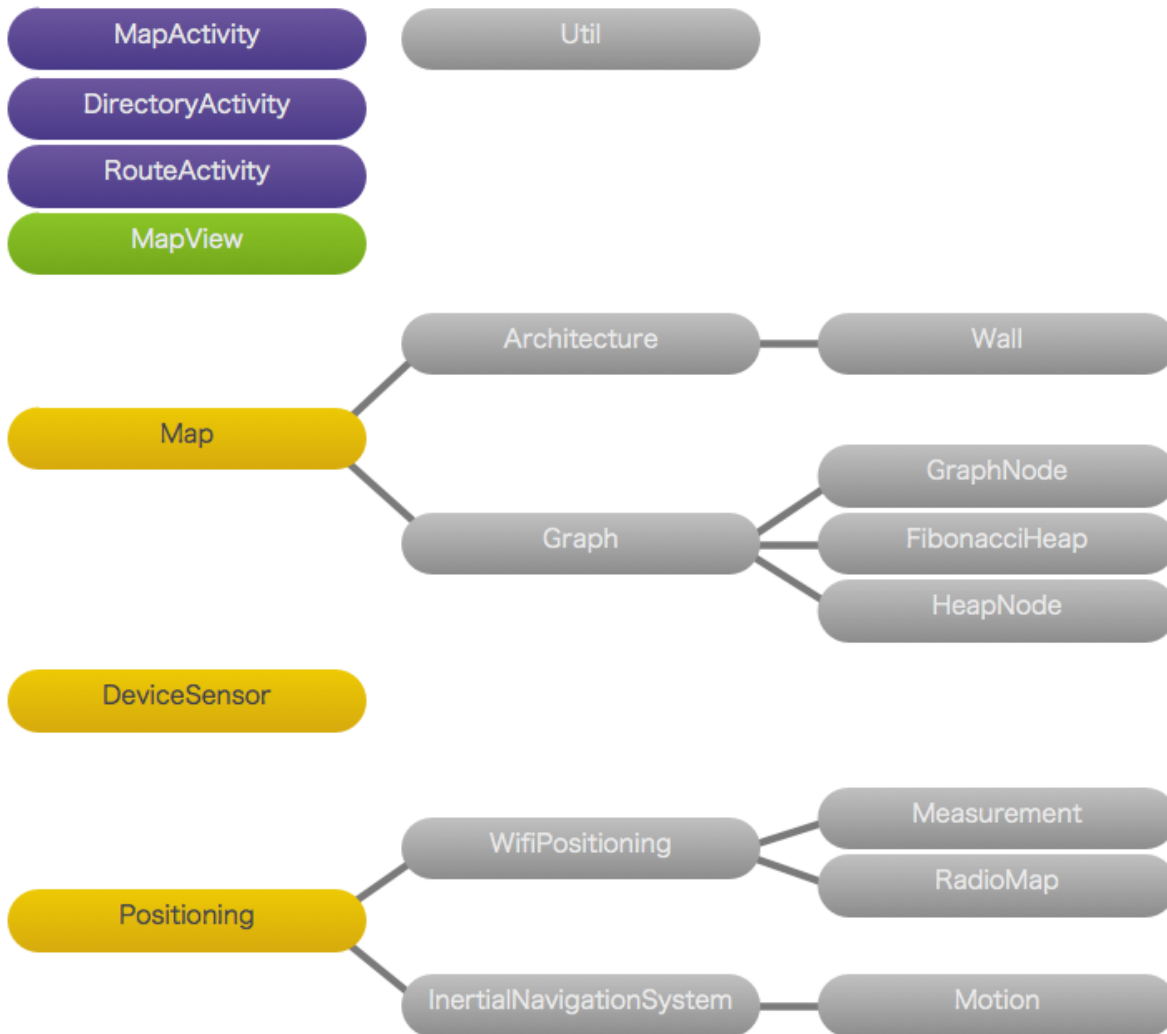 MapActivity
Util
DirectoryActivity
RouteActivity
MapView
Architecture
Wall
Map
GraphNode
Graph
FibonacciHeap
HeapNode
DeviceSensor
Measurement
WifiPositioning
RadioMap
Positioning
InertialNavigationSystem
Motion